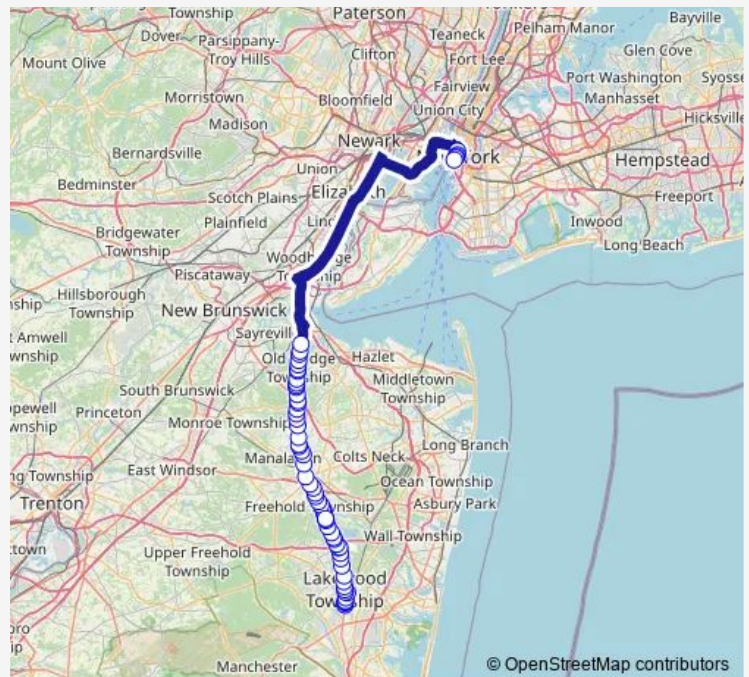 Township
Paterson
Bayville
Dover
Parsippany-
Troy Hills
Teaneck
Pelham Manor
Glen Cove
Mount Olive
Clifton
Fort Lee
Port Washington
Fairview
Manhasset
Morristown
Bloomfield
Union City
Hicksville
Madison
Newark
Bernardsville
Union
Hempstead
Bedminster
Scotch Plains
Freeport
Plainfield
Inwood
Bridgewater
Township
Long Beach
Piscataway
Hillsborough
Township
New Brunswick
Hazlet
South Brunswick
Middletown
Township
Princeton
Monroe Township
Long Branch
Colts Neck
East Windsor
Ocean Township
Trenton
Asbury Park
Wall Township
Upper Freehold
Township
Manchester
© OpenStreetMap contributors